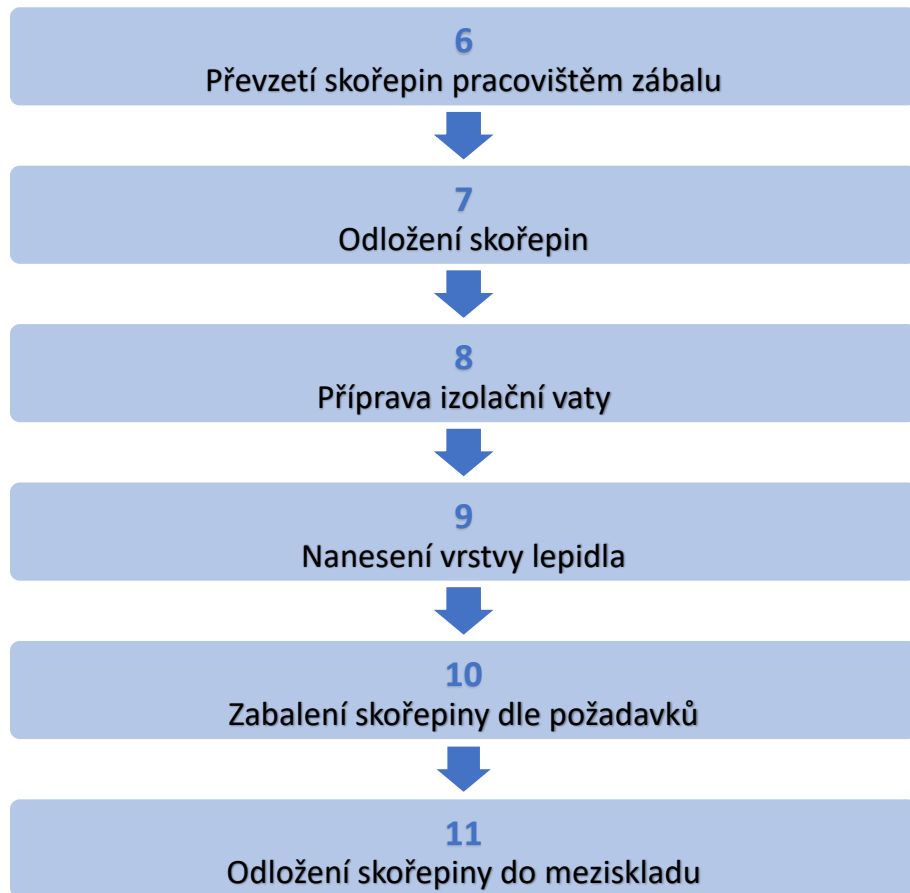 6
Převzetí skořepin pracovištěm zábalu
7
Odložení skořepin
8
Příprava izolační vaty
9
Nanesení vrstvy lepidla
10
Zabalení skořepiny dle požadavků
11
Odložení skořepiny do meziskladu